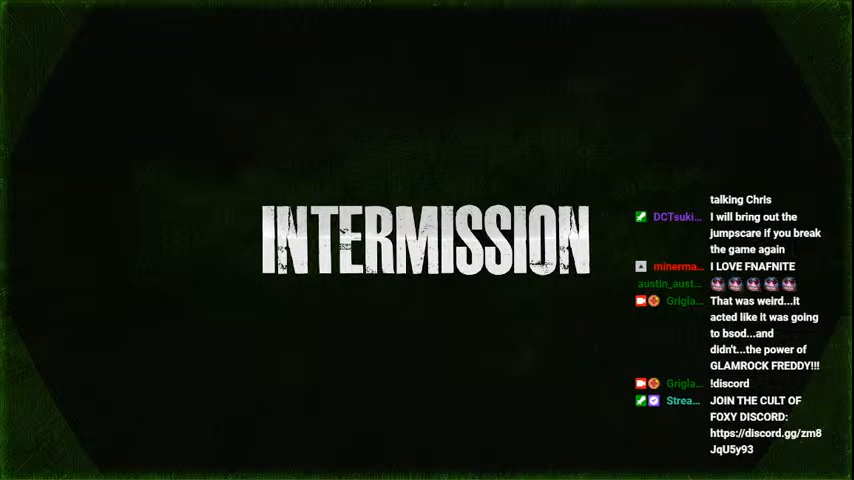 INTERMISSION
talking Chris
DCTsuki... I will bring out the
jumpscare if you break
the game again
minerma... I LOVE FNAFNITE
austin_aust...
Grigla... That was weird...it
acted like it was going
to bsod...and
didn't...the power of
GLAMROCK FREDDY!!!
Grigla... !discord
Strea... JOIN THE CULT OF
FOXY DISCORD:
https://discord.gg/zm8
JqU5y93